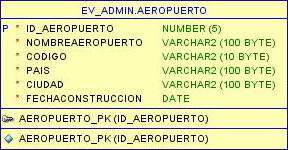 EV_ADMIN.AEROPUERTO
P * ID_AEROPUERTO NUMBER (5)
* NOMBREAEROPUERTO VARCHAR2 (100 BYTE)
* CODIGO VARCHAR2 (10 BYTE)
* PAIS VARCHAR2 (100 BYTE)
* CIUDAD VARCHAR2 (100 BYTE)
* FECHACONSTRUCCION DATE
AEROPUERTO_PK (ID_AEROPUERTO)
AEROPUERTO_PK (ID_AEROPUERTO)